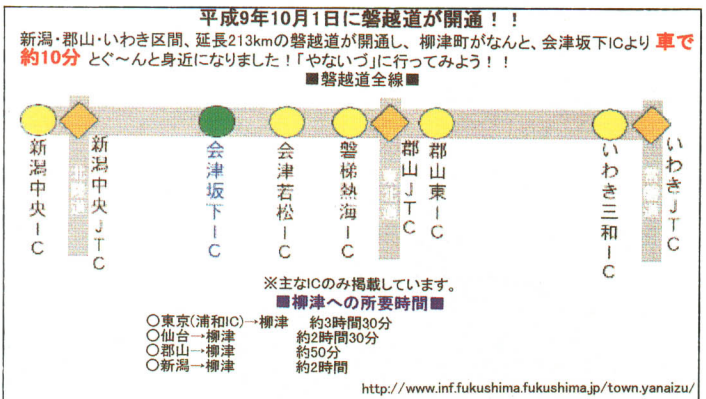 平成9年10月1日に磐越道が開通！！
新潟・郡山・いわき区間、延長213kmの磐越道が開通し、柳津町がなんと、会津坂下ICより 車で
約10分 とぐ～んと身近になりました！「やないづ」に行ってみよう！！
■磐越道全線■
新潟中央IC
北陸道
新潟中央JTC
会津坂下IC
会津若松IC
磐梯熱海IC
東北道
郡山JTC
郡山東IC
いわき三和IC
常磐道
いわきJTC
※主なICのみ掲載しています。
■柳津への所要時間■
○東京(浦和IC)→柳津 約3時間30分
○仙台→柳津 約2時間30分
○郡山→柳津 約50分
○新潟→柳津 約2時間
http://www.inf.fukushima.fukushima.jp/town.yanaizu/